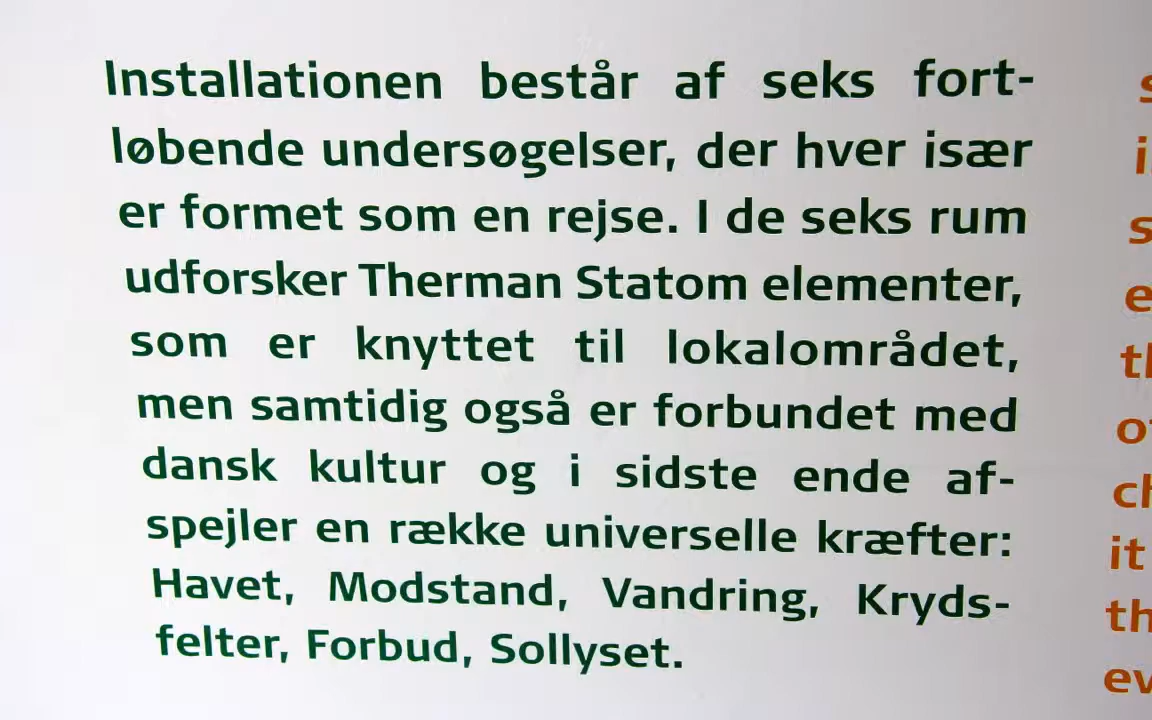 Installationen består af seks fort-
løbende undersøgelser, der hver især
er formet som en rejse. I de seks rum
udforsker Therman Statom elementer,
som er knyttet til lokalområdet,
men samtidig også er forbundet med
dansk kultur og i sidste ende af-
spejler en række universelle kræfter:
Havet, Modstand, Vandring, Kryds-
felter, Forbud, Sollyset.
it